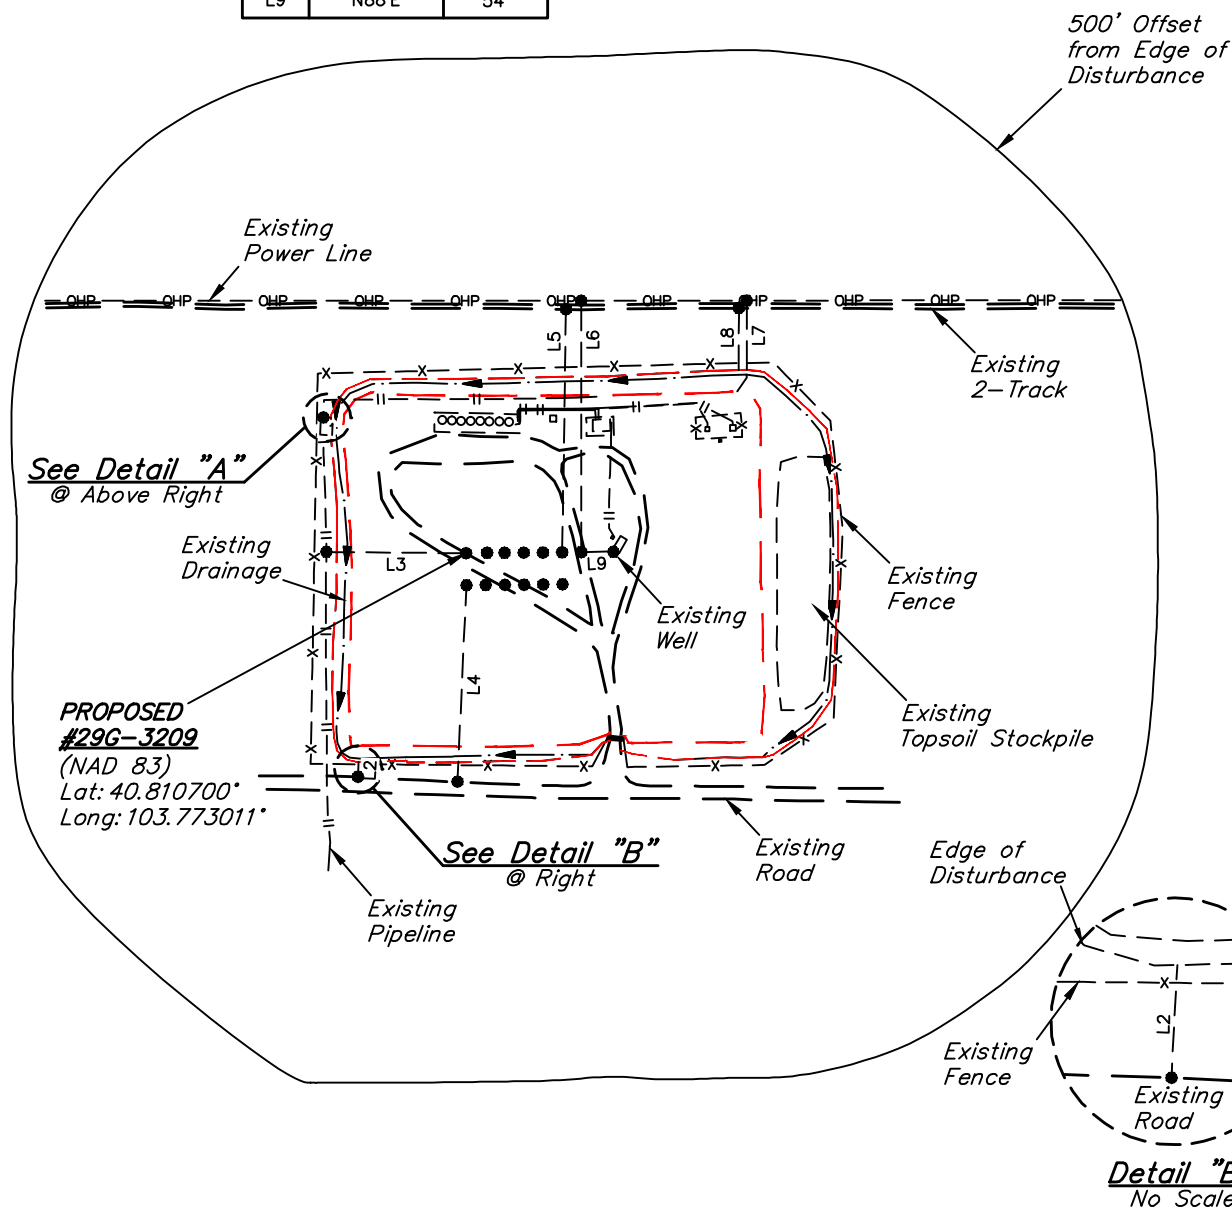 L9 N88°E 54'
500' Offset
from Edge of
Disturbance
Existing
Power Line
OHP OHP OHP OHP OHP OHP OHP OHP OHP OHP OHP
L5
L6
L8
L7
Existing
2-Track
See Detail "A"
@ Above Right
Existing
Drainage
L3
L9
Existing
Well
Existing
Fence
L4
PROPOSED
#29G-3209
(NAD 83)
Lat: 40.810700°
Long: 103.773011°
Existing
Topsoil Stockpile
See Detail "B"
@ Right
Existing
Road
Existing
Pipeline
Edge of
Disturbance
L2
Existing
Fence
Existing
Road
Detail "B
No Scale